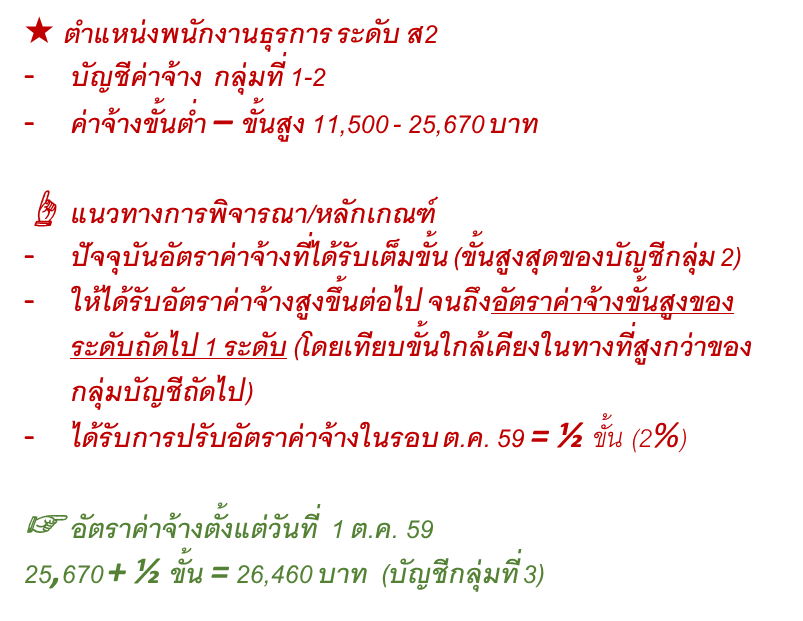 ★ ตำแหน่งพนักงานธุรการ ระดับ ส2
- บัญชีค่าจ้าง กลุ่มที่ 1-2
- ค่าจ้างขั้นต่ำ – ขั้นสูง 11,500 - 25,670 บาท
☝ แนวทางการพิจารณา/หลักเกณฑ์
- ปัจจุบันอัตราค่าจ้างที่ได้รับเต็มขั้น (ขั้นสูงสุดของบัญชีกลุ่ม 2)
- ให้ได้รับอัตราค่าจ้างสูงขึ้นต่อไป จนถึงอัตราค่าจ้างขั้นสูงของ
ระดับถัดไป 1 ระดับ (โดยเทียบขั้นใกล้เคียงในทางที่สูงกว่าของ
กลุ่มบัญชีถัดไป)
- ได้รับการปรับอัตราค่าจ้างในรอบ ต.ค. 59 = ½ ขั้น (2%)
☞ อัตราค่าจ้างตั้งแต่วันที่ 1 ต.ค. 59
25,670 + ½ ขั้น = 26,460 บาท (บัญชีกลุ่มที่ 3)